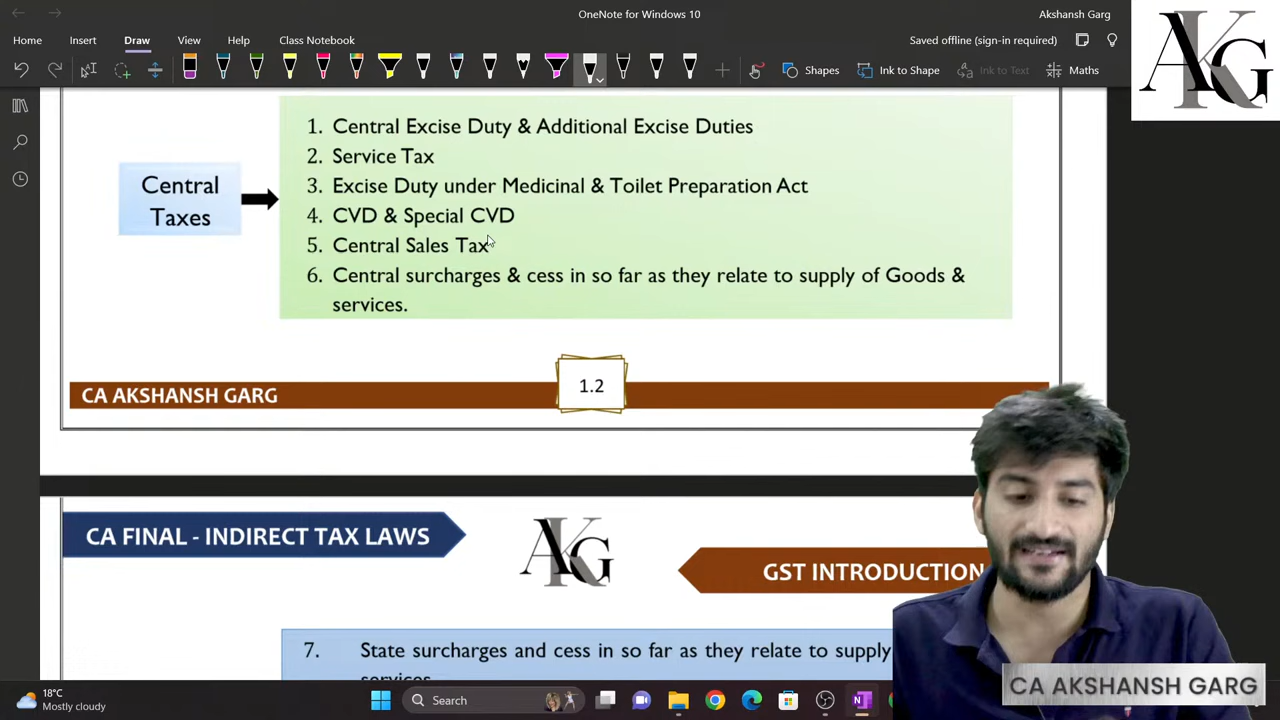 OneNote for Windows 10
Akshansh Garg
Home Insert Draw View Help Class Notebook
Saved offline (sign-in required)
Shapes Ink to Shape Ink to Text Maths
AKG
Central
Taxes
1. Central Excise Duty & Additional Excise Duties
2. Service Tax
3. Excise Duty under Medicinal & Toilet Preparation Act
4. CVD & Special CVD
5. Central Sales Tax
6. Central surcharges & cess in so far as they relate to supply of Goods &
services.
CA AKSHANSH GARG
1.2
CA FINAL - INDIRECT TAX LAWS
AKG
GST INTRODUCTION
7. State surcharges and cess in so far as they relate to supply
services
CA AKSHANSH GARG
18°C
Mostly cloudy
Search